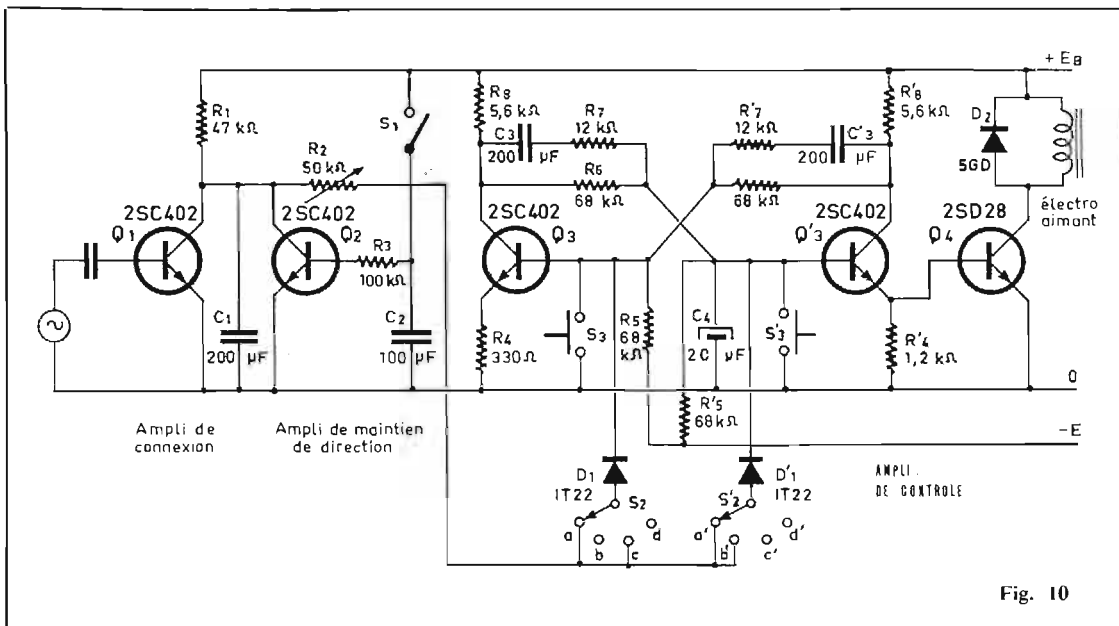 + EB
R1
47 kΩ
S1
R8
5,6 kΩ
C3
200 µF
R7
12 kΩ
R6
68 kΩ
R'7
12 kΩ
C'3
200 µF
68 kΩ
R'8
5,6 kΩ
D2
5GD
électro
aimant
R2
50 kΩ
2SC402
Q1
2SC402
Q2
R3
100 kΩ
2SC402
Q3
2SC402
Q'3
2SD28
Q4
C1
200 µF
C2
100 µF
R4
330 Ω
S3
R5
68
kΩ
C4
20 µF
S'3
R'4
1,2 kΩ
0
R'5
68 kΩ
-E
Ampli de
connexion
Ampli de maintien
de direction
AMPLI.
DE CONTROLE
D1
1T22
S2
a
b
c
d
D'1
1T22
S'2
a'
b'
c'
d'
Fig. 10